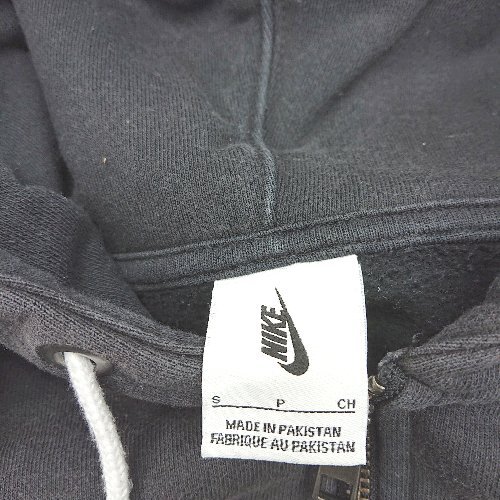 NIKE
S P CH
MADE IN PAKISTAN
FABRIQUE AU PAKISTAN